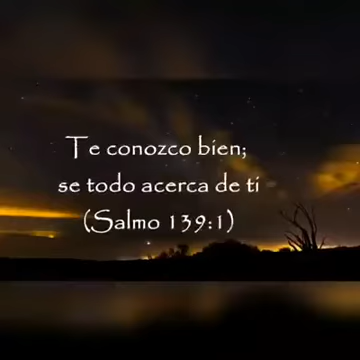 Te conozco bien;
se todo acerca de ti
(Salmo 139:1)